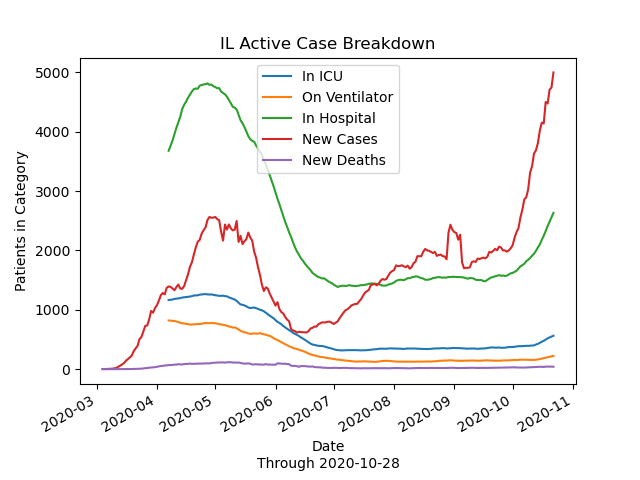 IL Active Case Breakdown
In ICU
On Ventilator
In Hospital
New Cases
New Deaths
Patients in Category
5000
4000
3000
2000
1000
0
2020-03
2020-04
2020-05
2020-06
2020-07
2020-08
2020-09
2020-10
2020-11
Date
Through 2020-10-28